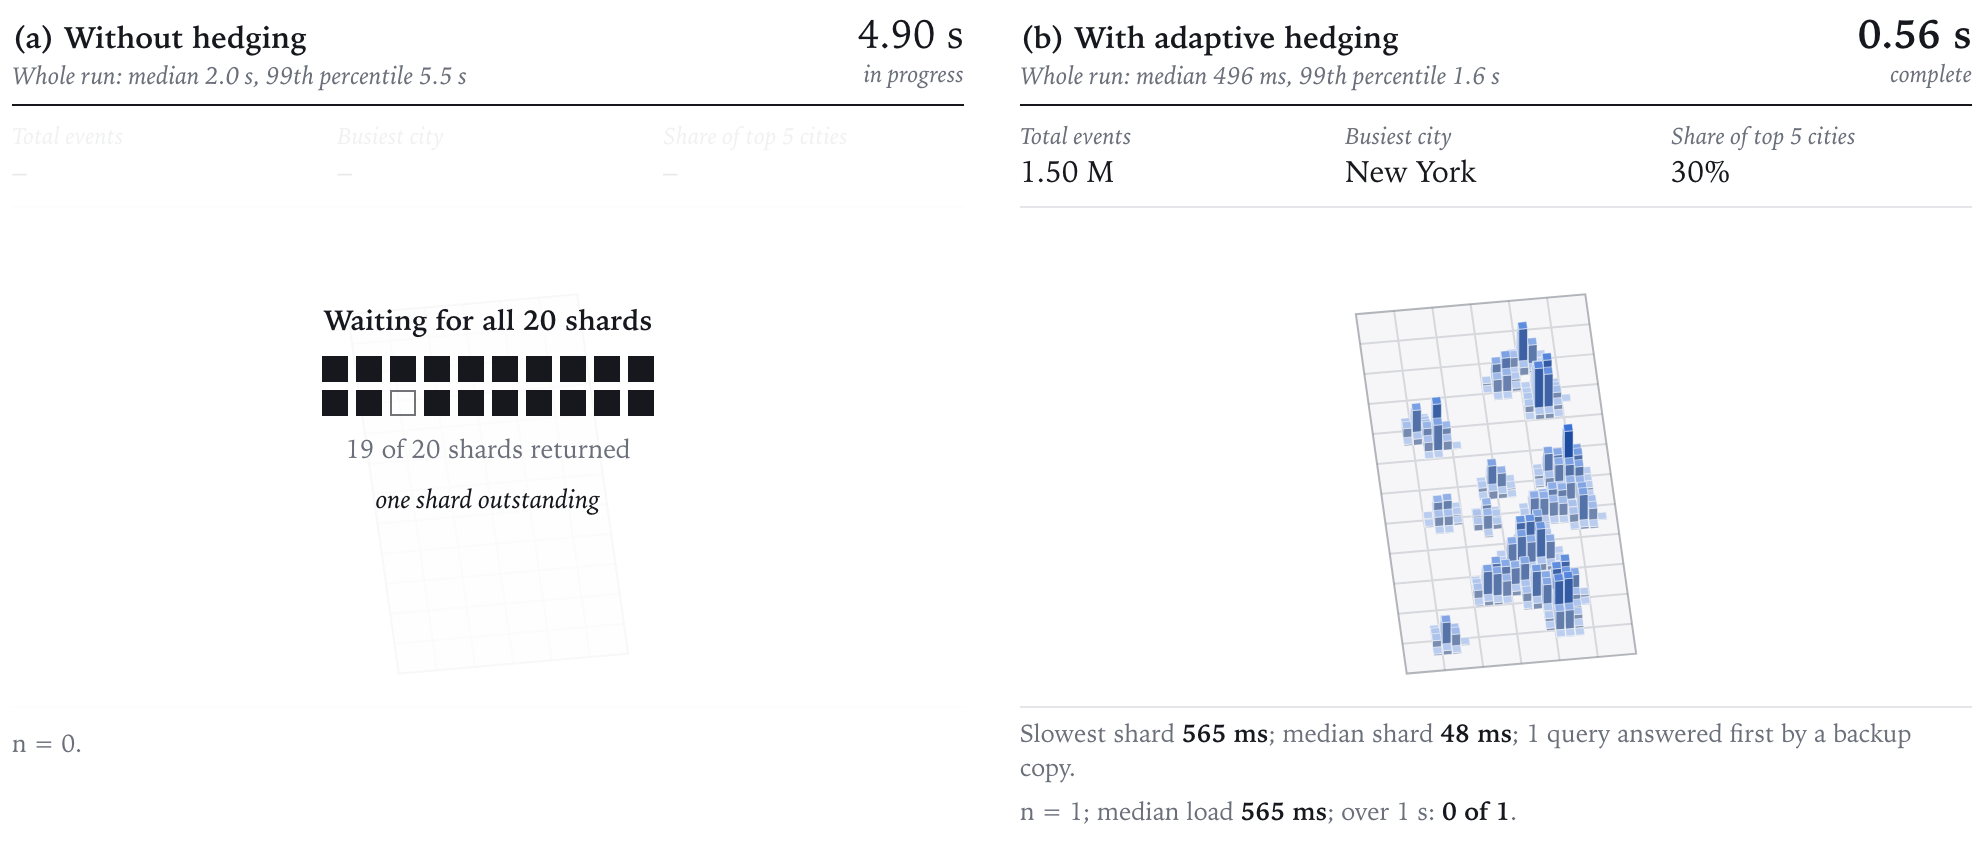 (a) Without hedging
4.90 s
Whole run: median 2.0 s, 99th percentile 5.5 s
in progress
Total events
Busiest city
Share of top 5 cities
—
—
—
Waiting for all 20 shards
19 of 20 shards returned
one shard outstanding
n = 0.
(b) With adaptive hedging
0.56 s
Whole run: median 496 ms, 99th percentile 1.6 s
complete
Total events
Busiest city
Share of top 5 cities
1.50 M
New York
30%
Slowest shard 565 ms; median shard 48 ms; 1 query answered first by a backup
copy.
n = 1; median load 565 ms; over 1 s: 0 of 1.